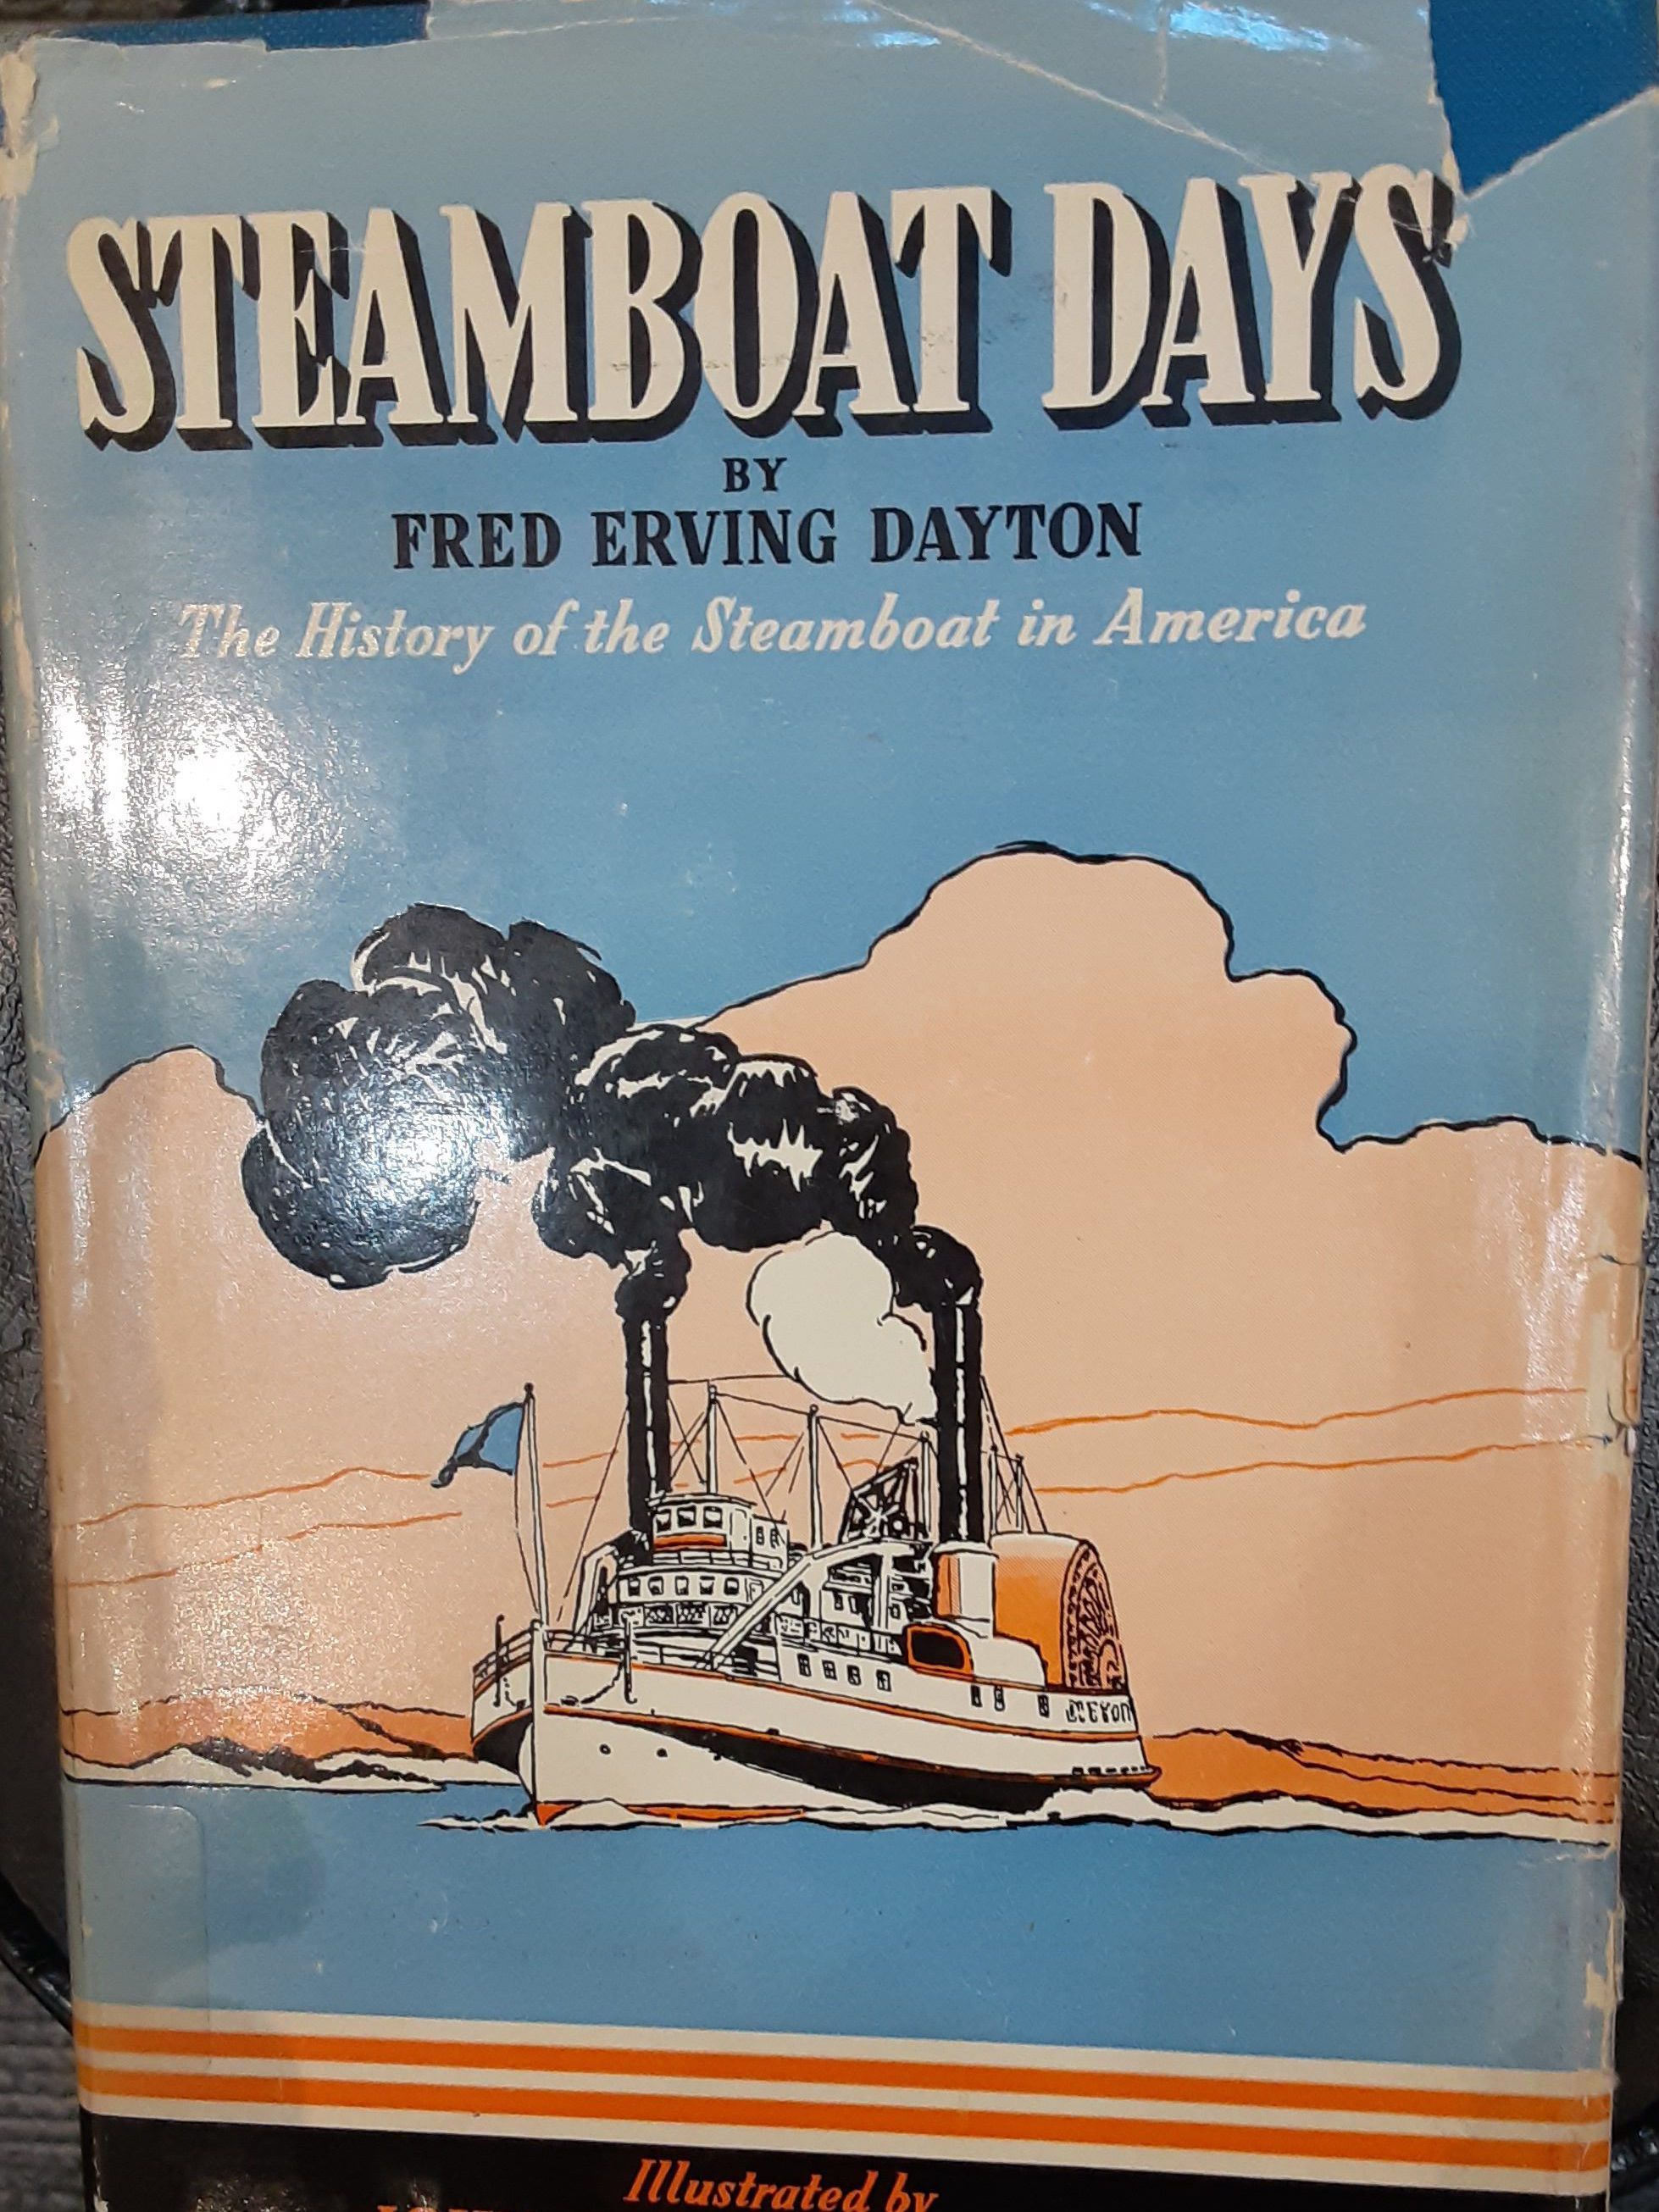 STEAMBOAT DAYS
BY
FRED ERVING DAYTON
The History of the Steamboat in America
Illustrated by